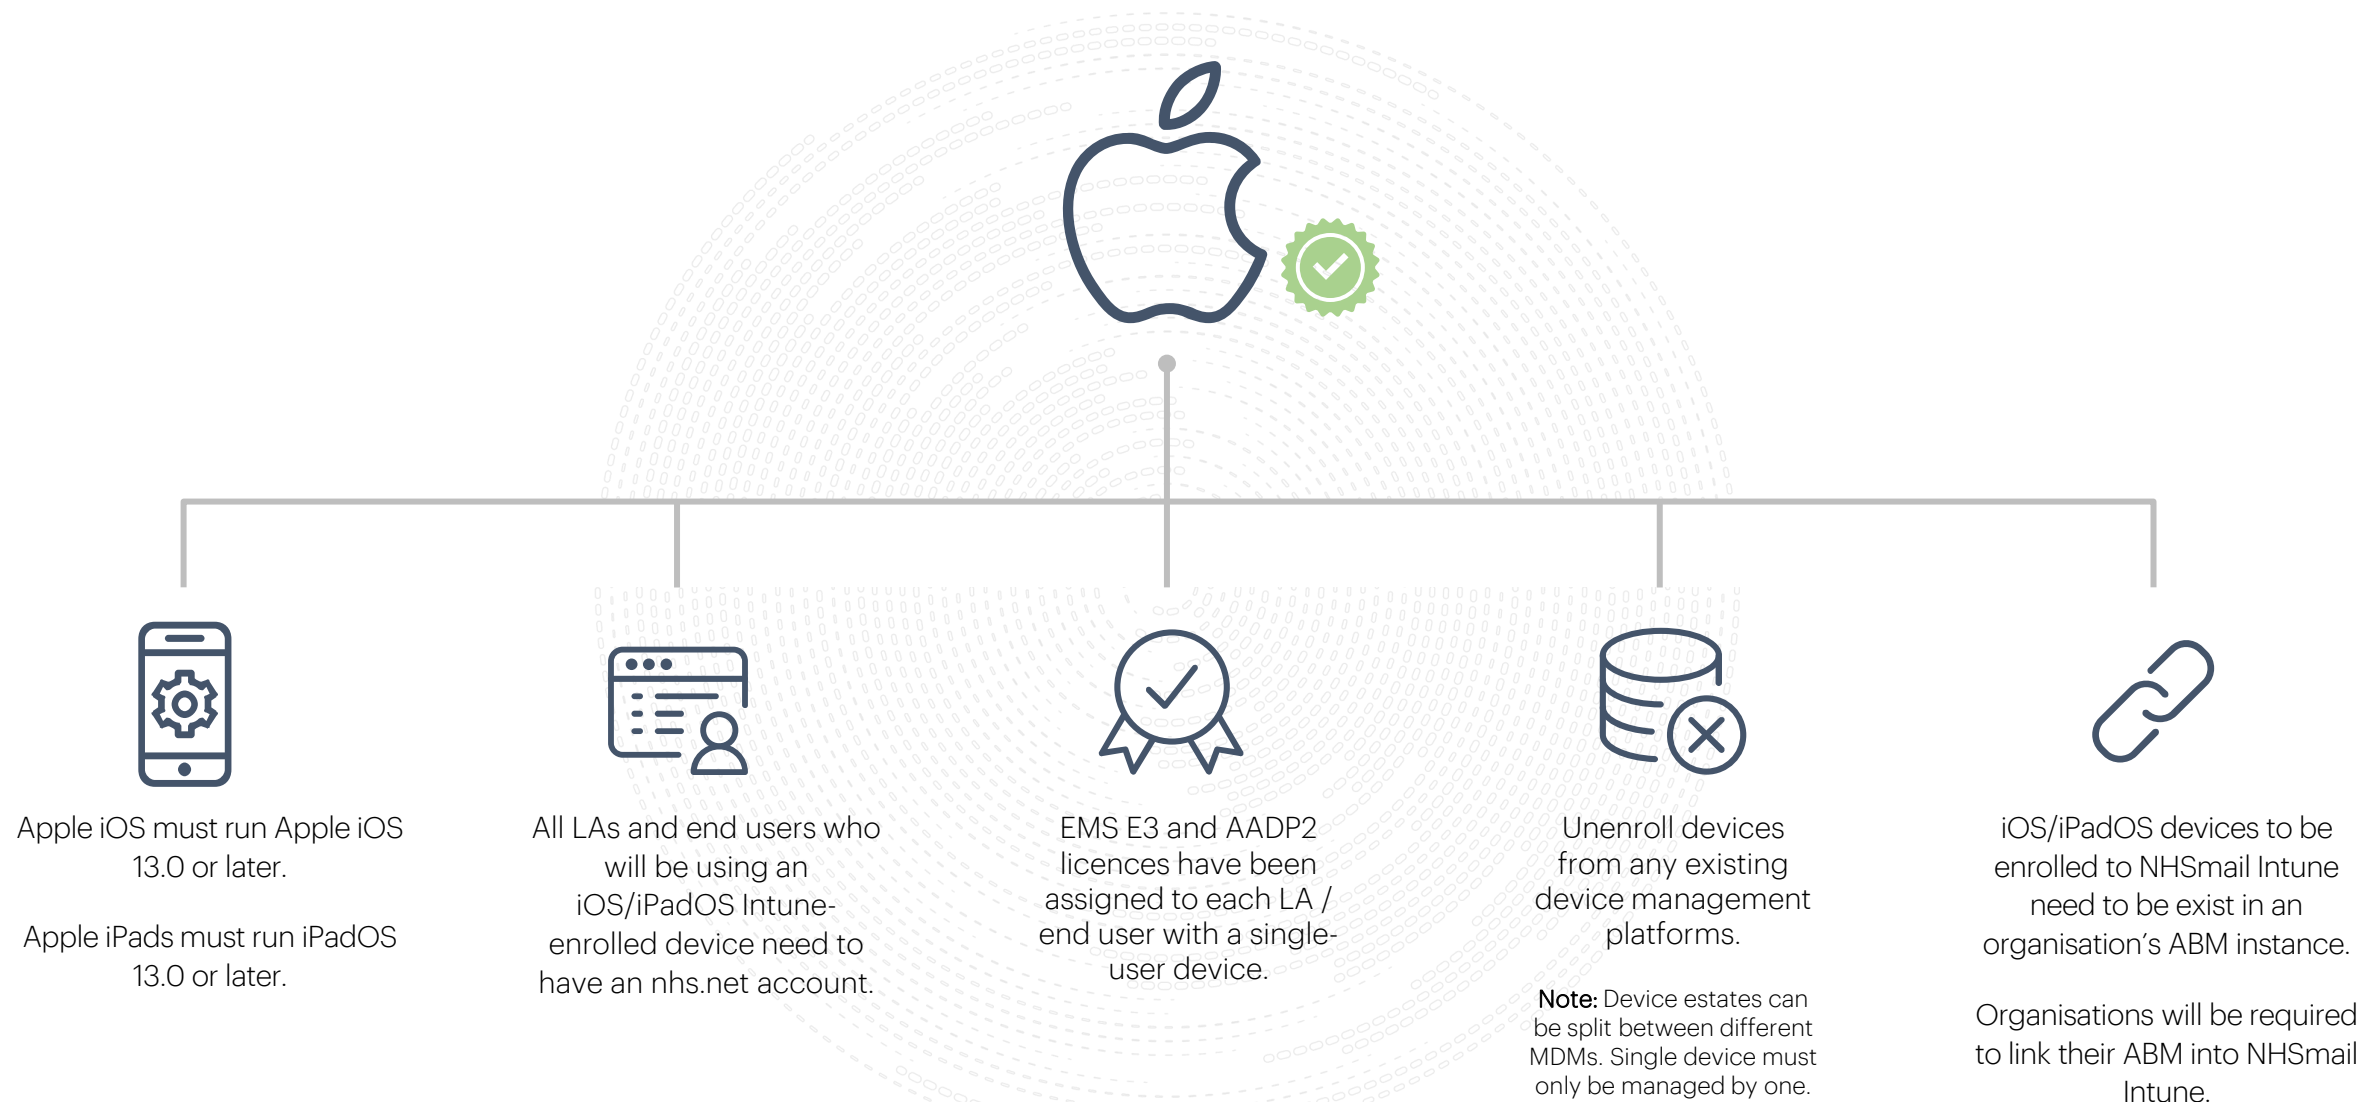 Apple iOS must run Apple iOS
13.0 or later.
Apple iPads must run iPadOS
13.0 or later.
All LAs and end users who
will be using an
iOS/iPadOS Intune-
enrolled device need to
have an nhs.net account.
EMS E3 and AADP2
licences have been
assigned to each LA /
end user with a single-
user device.
Unenroll devices
from any existing
device management
platforms.
Note: Device estates can
be split between different
MDMs. Single device must
only be managed by one.
iOS/iPadOS devices to be
enrolled to NHSmail Intune
need to be exist in an
organisation’s ABM instance.
Organisations will be required
to link their ABM into NHSmail
Intune.